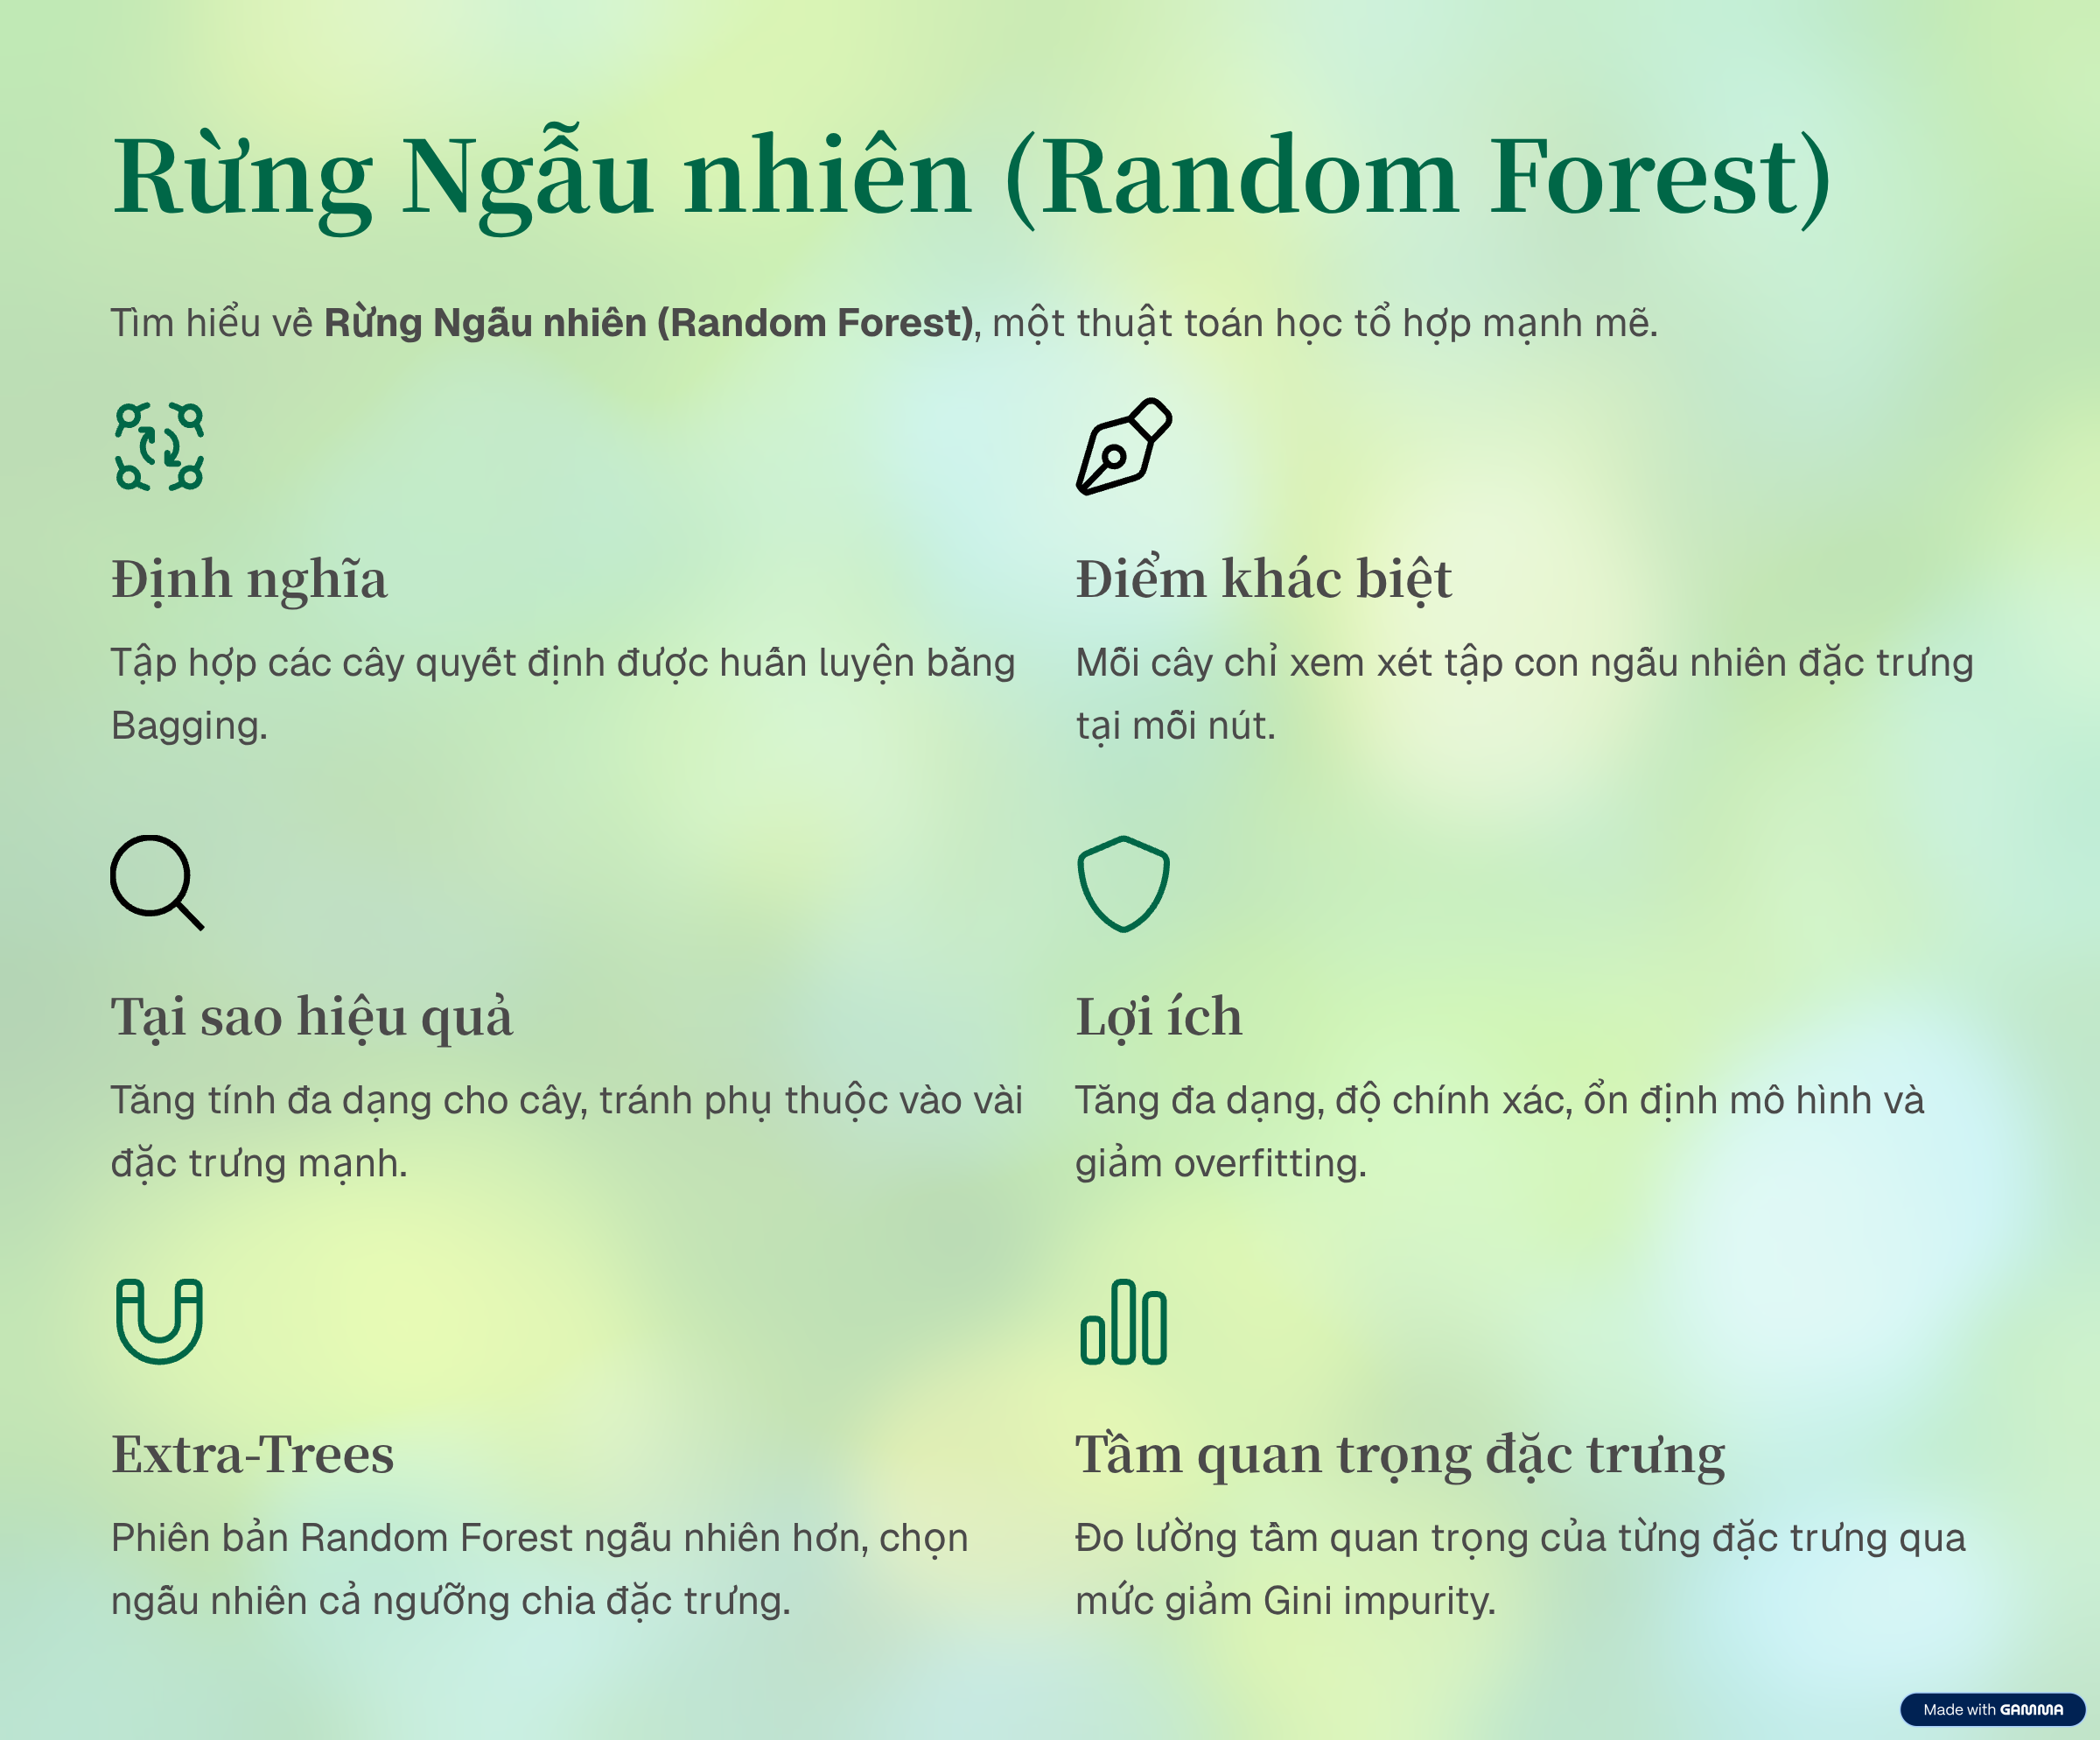 Rừng Ngẫu nhiên (Random Forest)
Tìm hiểu về Rừng Ngẫu nhiên (Random Forest), một thuật toán học tổ hợp mạnh mẽ.
Định nghĩa
Tập hợp các cây quyết định được huấn luyện bằng
Bagging.
Điểm khác biệt
Mỗi cây chỉ xem xét tập con ngẫu nhiên đặc trưng
tại mỗi nút.
Tại sao hiệu quả
Tăng tính đa dạng cho cây, tránh phụ thuộc vào vài
đặc trưng mạnh.
Lợi ích
Tăng đa dạng, độ chính xác, ổn định mô hình và
giảm overfitting.
Extra-Trees
Phiên bản Random Forest ngẫu nhiên hơn, chọn
ngẫu nhiên cả ngưỡng chia đặc trưng.
Tầm quan trọng đặc trưng
Đo lường tầm quan trọng của từng đặc trưng qua
mức giảm Gini impurity.
Made with GAMMA